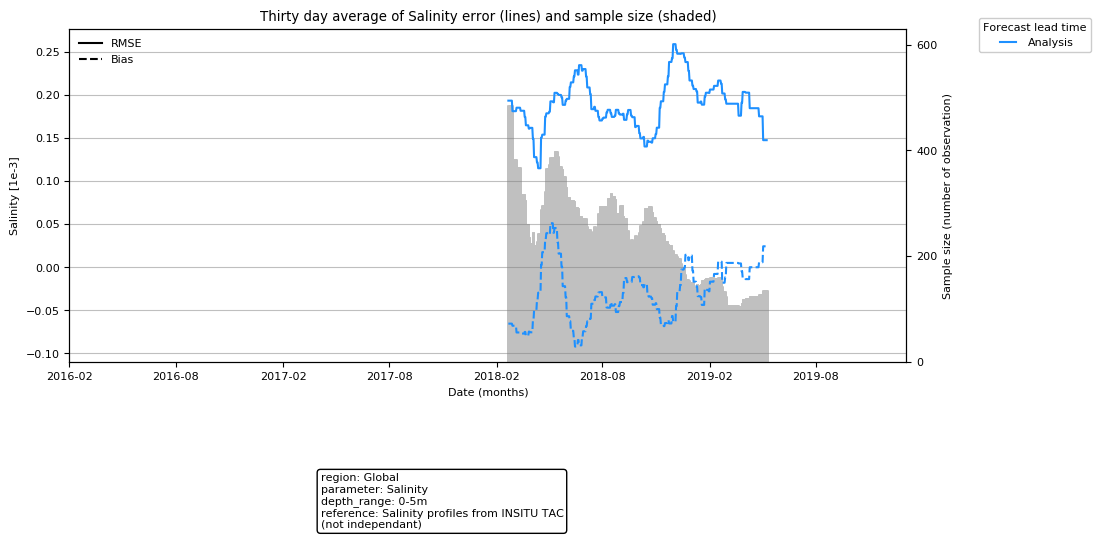 Thirty day average of Salinity error (lines) and sample size (shaded)
Forecast lead time
Analysis
RMSE
Bias
0.25
0.20
0.15
0.10
0.05
0.00
−0.05
−0.10
Salinity [1e-3]
600
400
200
0
Sample size (number of observation)
2016-02
2016-08
2017-02
2017-08
2018-02
2018-08
2019-02
2019-08
Date (months)
region: Global
parameter: Salinity
depth_range: 0-5m
reference: Salinity profiles from INSITU TAC
(not independant)